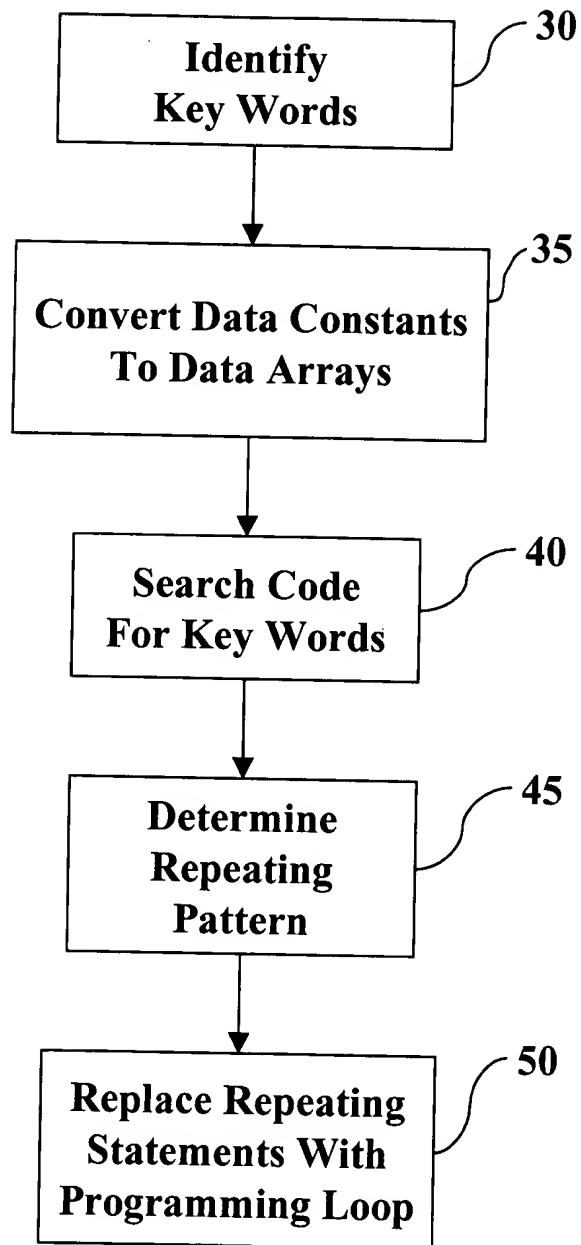 30
Identify
Key Words
35
Convert Data Constants
To Data Arrays
40
Search Code
For Key Words
45
Determine
Repeating
Pattern
50
Replace Repeating
Statements With
Programming Loop